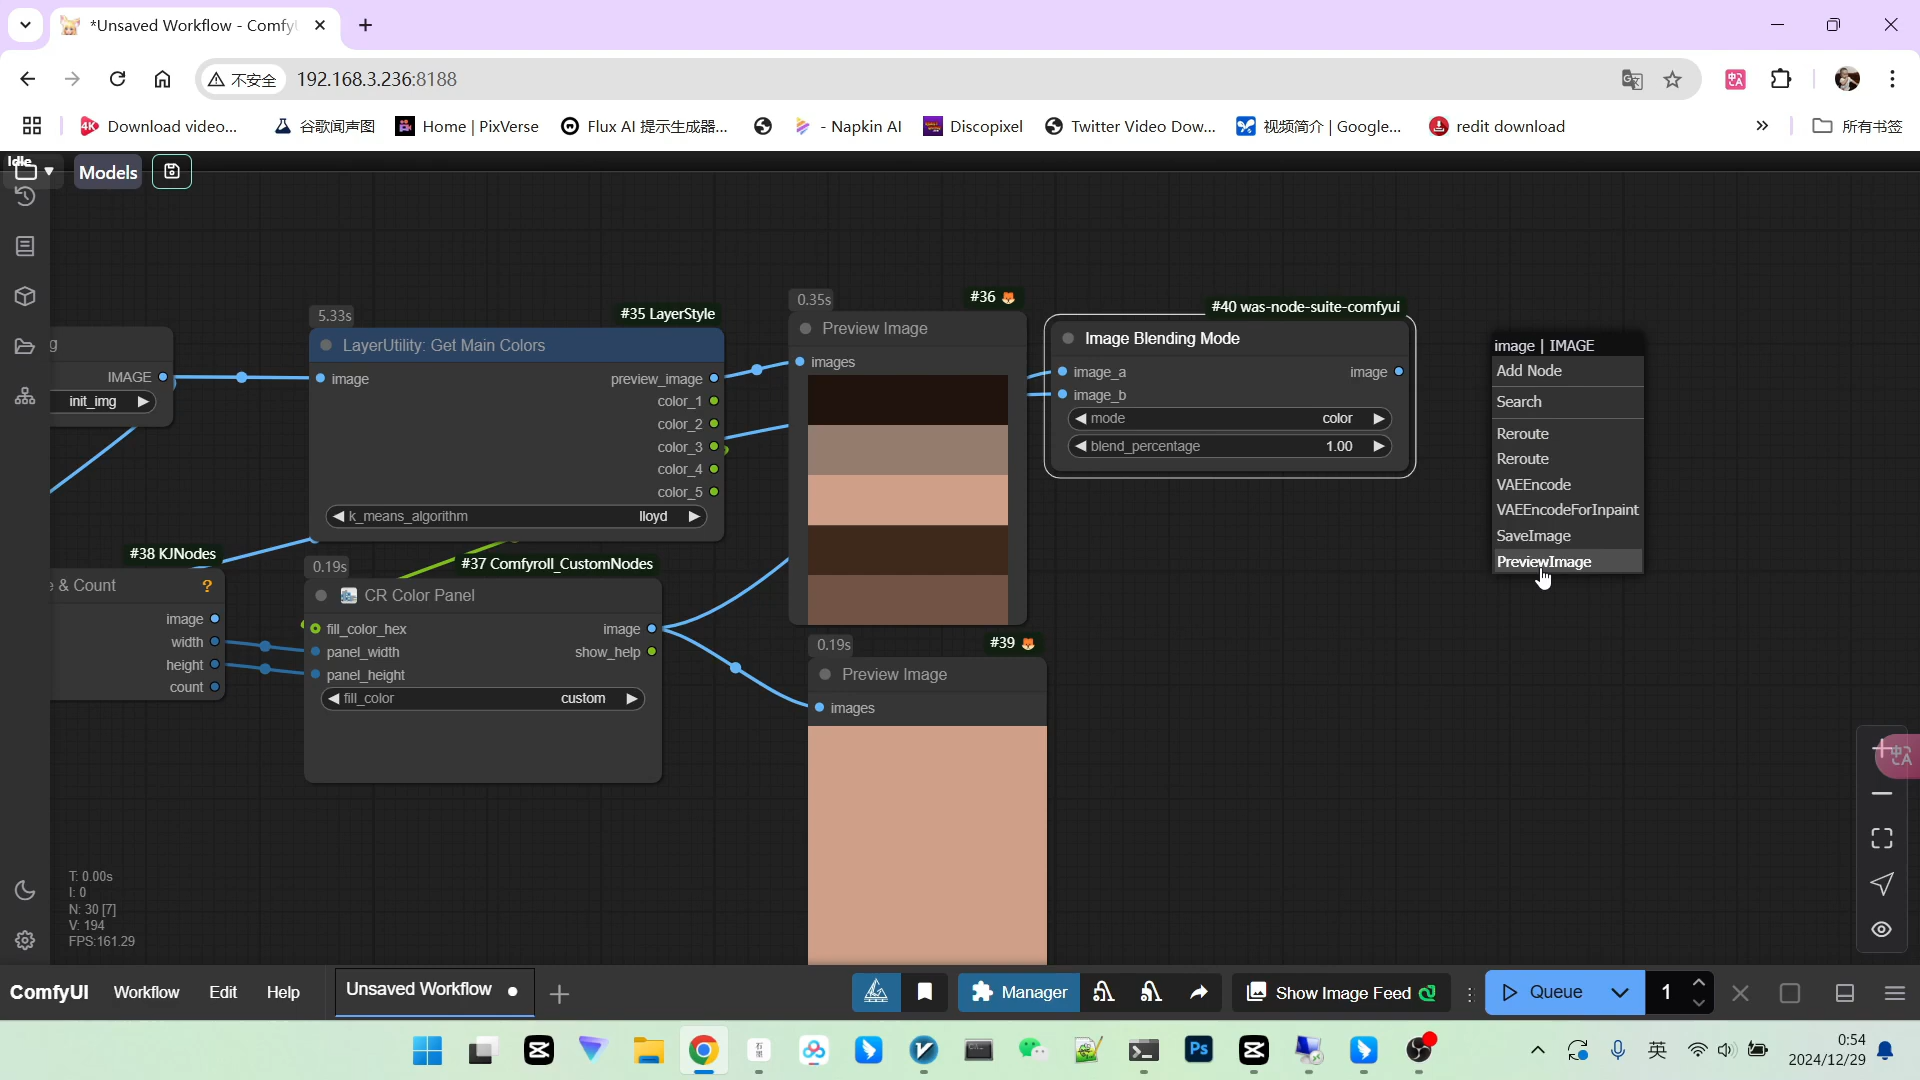 *Unsaved Workflow - ComfyU
不安全
192.168.3.236:8188
Download video...
谷歌闻声图
Home | PixVerse
Flux AI 提示生成器...
- Napkin AI
Discopixel
Twitter Video Dow...
视频简介 | Google...
redit download
所有书签
Idle
Models
#35 LayerStyle
5.33s
LayerUtility: Get Main Colors
image
preview_image
color_1
color_2
color_3
color_4
color_5
k_means_algorithm
lloyd
g
IMAGE
init_img
0.35s
#36
Preview Image
images
#40 was-node-suite-comfyui
Image Blending Mode
image_a
image
image_b
mode
color
blend_percentage
1.00
image | IMAGE
Add Node
Search
Reroute
Reroute
VAEEncode
VAEEncodeForInpaint
SaveImage
PreviewImage
#38 KJNodes
e & Count
?
image
width
height
count
0.19s
#37 Comfyroll_CustomNodes
CR Color Panel
fill_color_hex
image
panel_width
show_help
panel_height
fill_color
custom
0.19s
#39
Preview Image
images
T: 0.00s
I: 0
N: 30 [7]
V: 194
FPS:161.29
中A
ComfyUI
Workflow
Edit
Help
Unsaved Workflow
Manager
Show Image Feed
Queue
1
英
0:54
2024/12/29